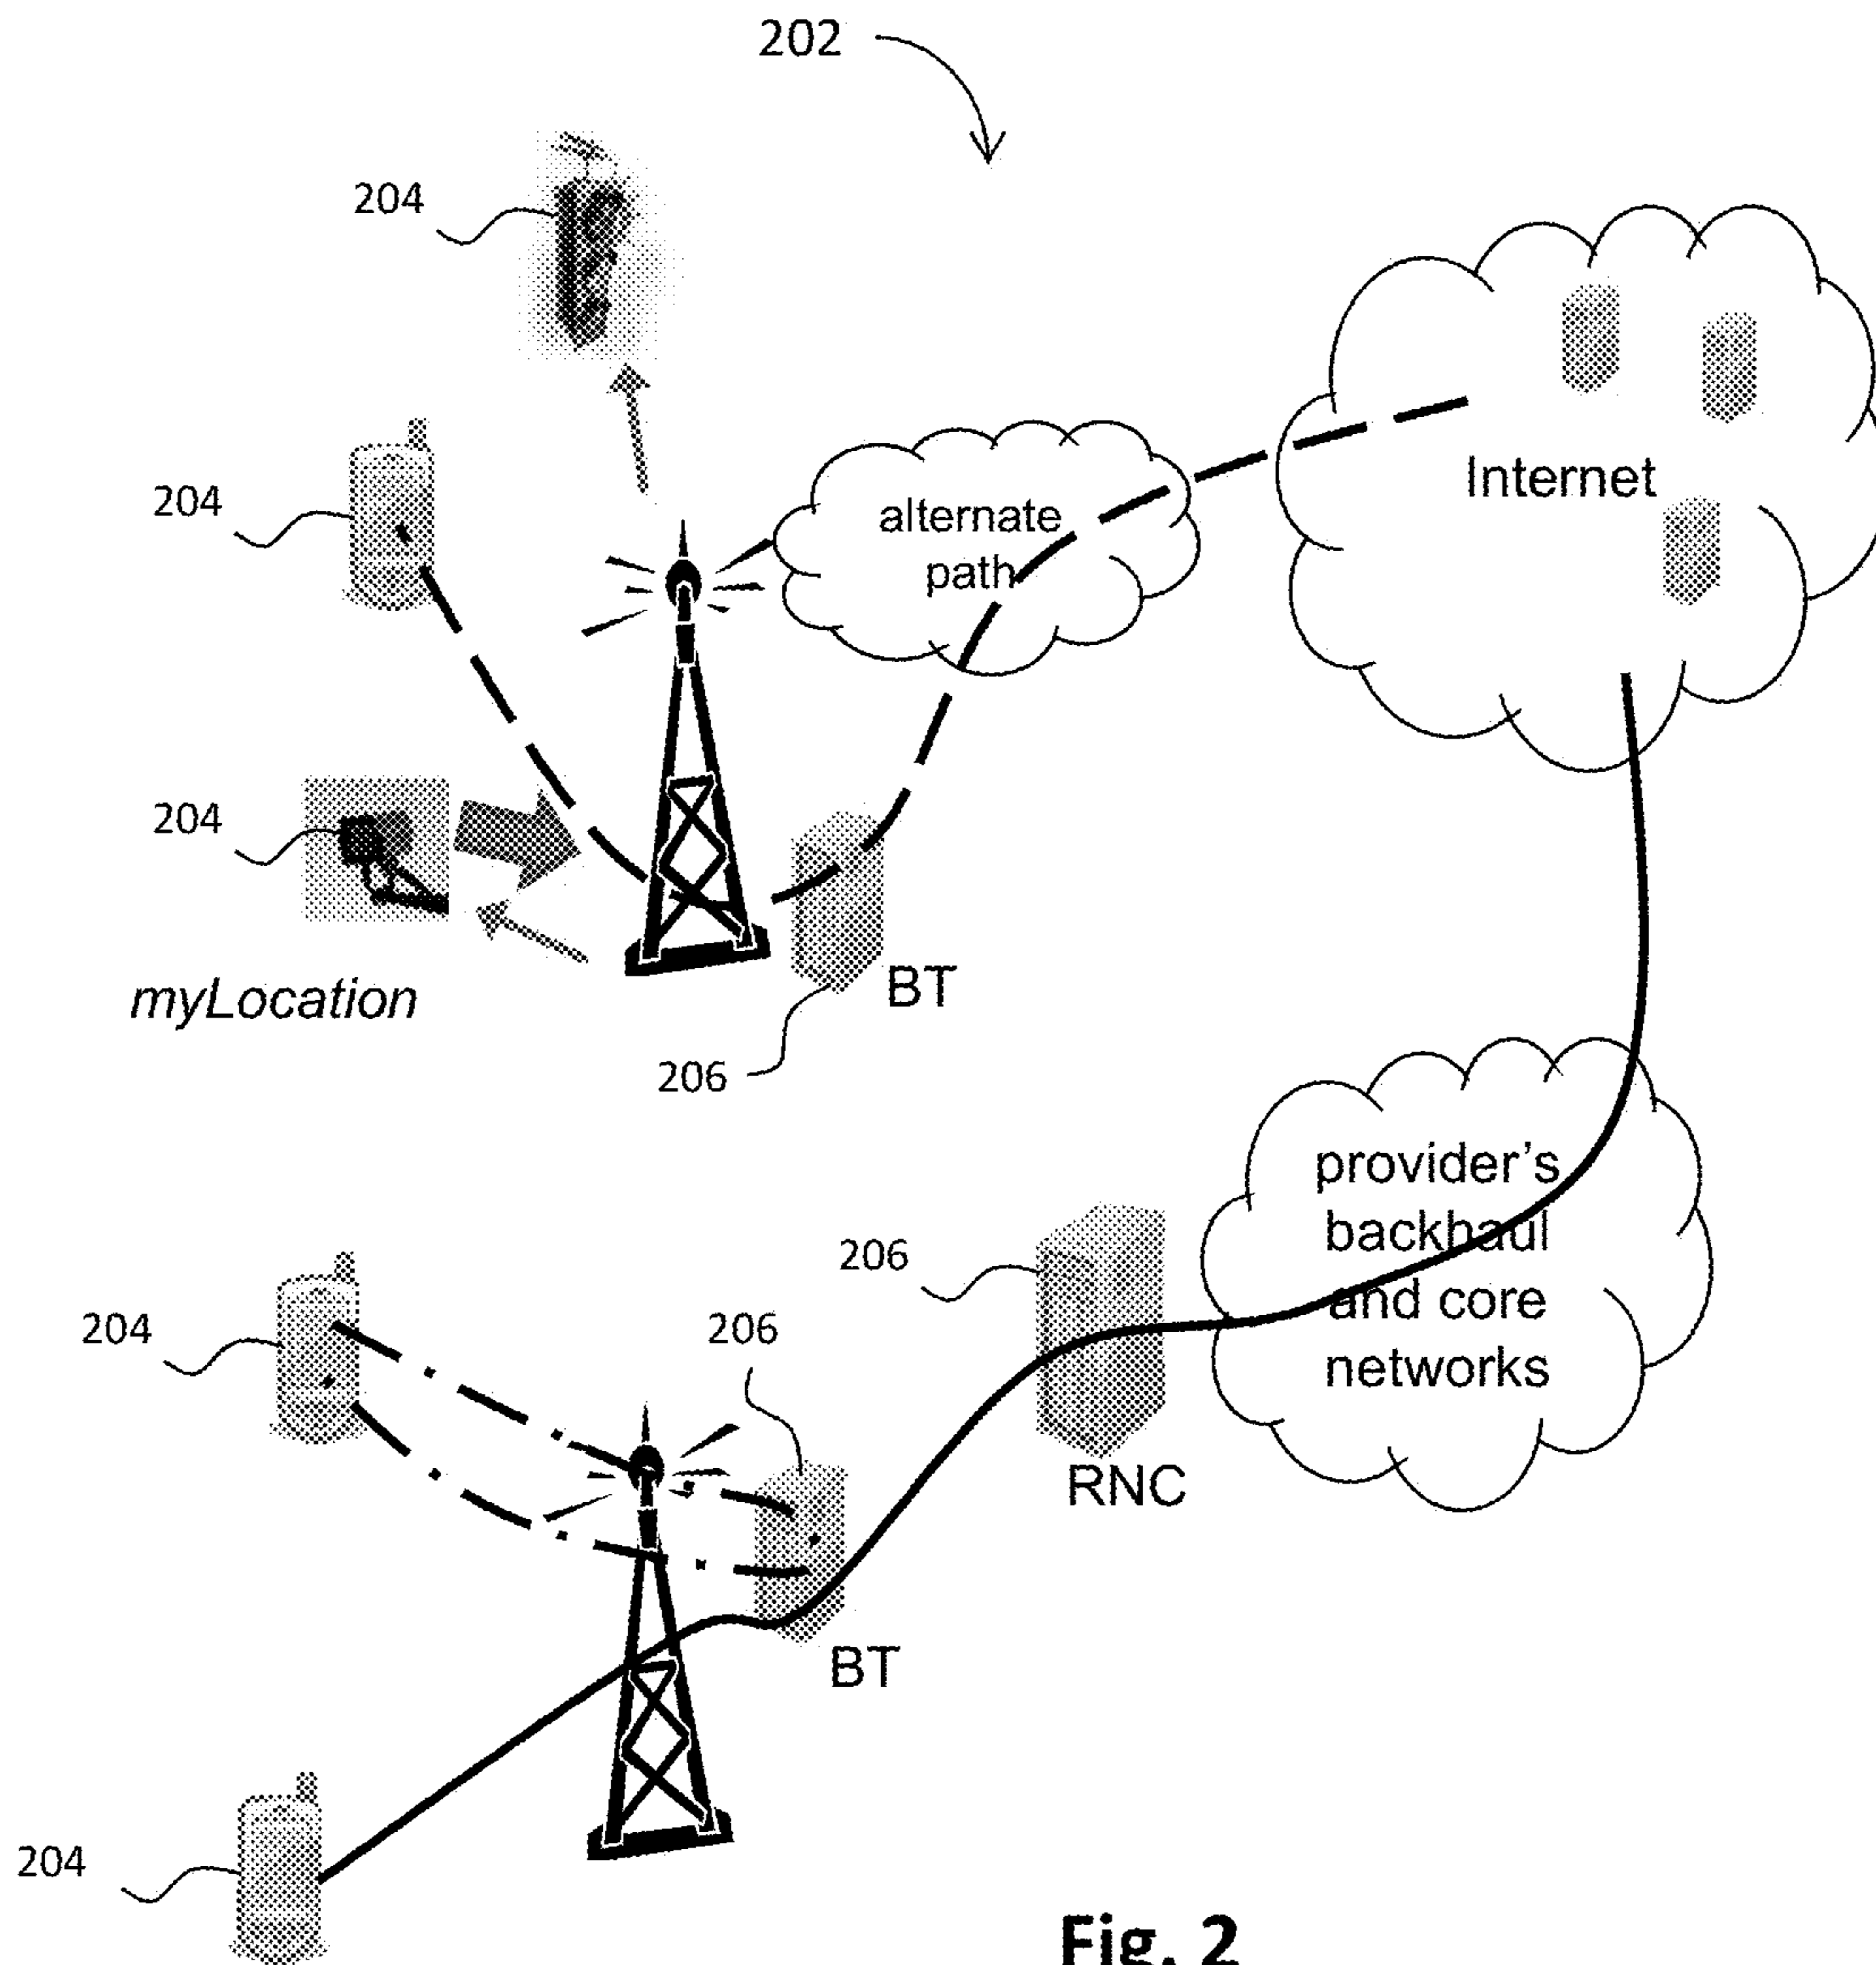 202
204
204
alternate
path
Internet
204
myLocation
BT
206
provider's
backhaul
and core
networks
206
204
206
RNC
BT
204
Fig. 2